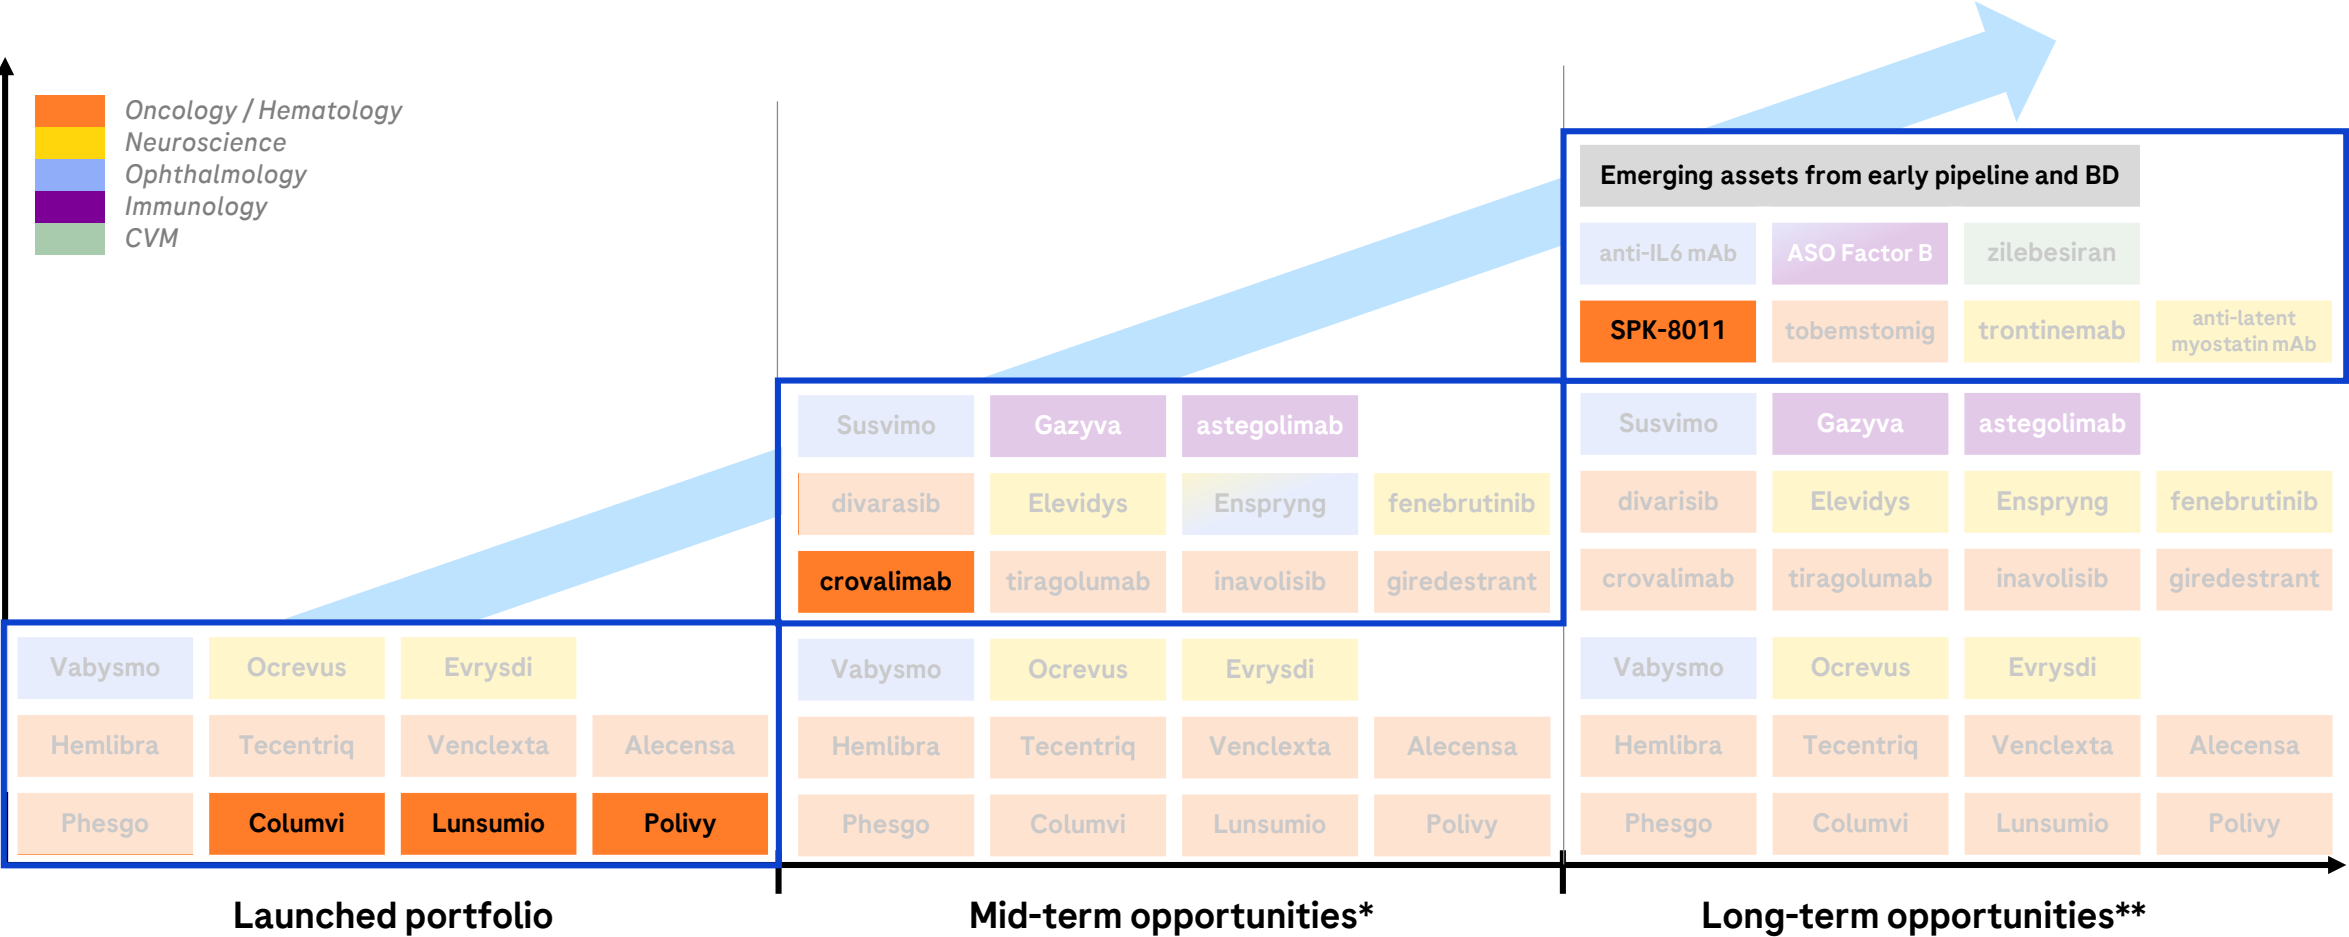 Oncology / Hematology
Neuroscience
Ophthalmology
Immunology
CVM
Emerging assets from early pipeline and BD
anti-IL6 mAb
ASO Factor B
zilebesiran
SPK-8011
tobemstomig
trontinemab
anti-latent
myostatin mAb
Susvimo
Gazyva
astegolimab
divarasib
Elevidys
Enspryng
fenebrutinib
crovalimab
tiragolumab
inavolisib
giredestrant
Susvimo
Gazyva
astegolimab
divarisib
Elevidys
Enspryng
fenebrutinib
crovalimab
tiragolumab
inavolisib
giredestrant
Vabysmo
Ocrevus
Evrysdi
Hemlibra
Tecentriq
Venclexta
Alecensa
Phesgo
Columvi
Lunsumio
Polivy
Vabysmo
Ocrevus
Evrysdi
Hemlibra
Tecentriq
Venclexta
Alecensa
Phesgo
Columvi
Lunsumio
Polivy
Vabysmo
Ocrevus
Evrysdi
Hemlibra
Tecentriq
Venclexta
Alecensa
Phesgo
Columvi
Lunsumio
Polivy
Launched portfolio
Mid-term opportunities*
Long-term opportunities**